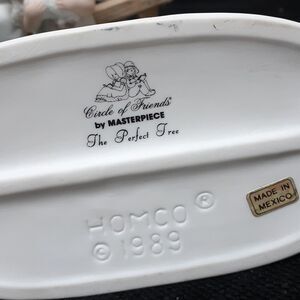 Circle of Friends®
by MASTERPIECE
The Perfect Tree
HOMCO ®
© 1989
MADE IN
MEXICO